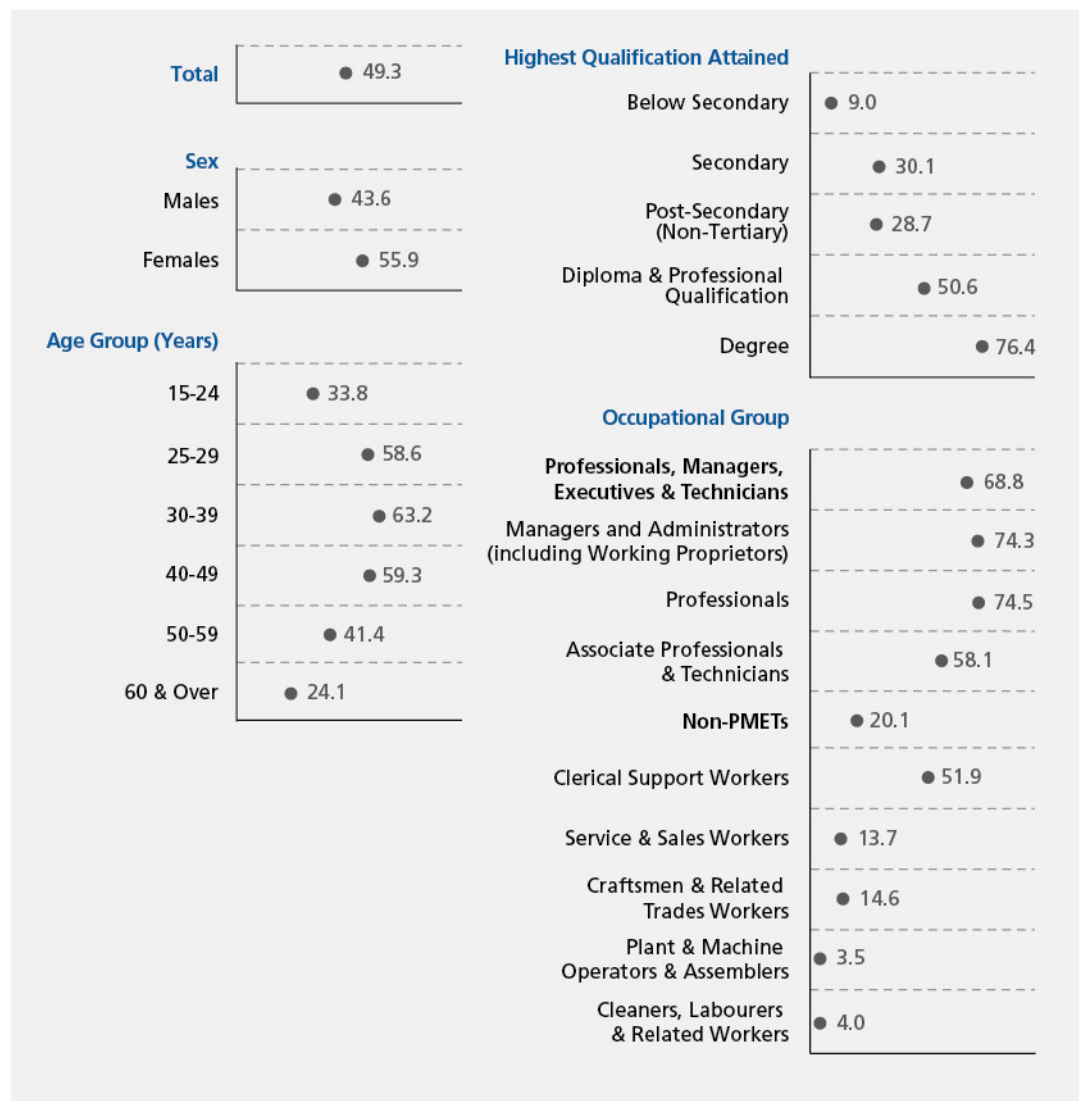 Total
49.3
Sex
Males
43.6
Females
55.9
Age Group (Years)
15-24
33.8
25-29
58.6
30-39
63.2
40-49
59.3
50-59
41.4
60 & Over
24.1
Highest Qualification Attained
Below Secondary
9.0
Secondary
30.1
Post-Secondary
(Non-Tertiary)
28.7
Diploma & Professional
Qualification
50.6
Degree
76.4
Occupational Group
Professionals, Managers,
Executives & Technicians
68.8
Managers and Administrators
(including Working Proprietors)
74.3
Professionals
74.5
Associate Professionals
& Technicians
58.1
Non-PMETs
20.1
Clerical Support Workers
51.9
Service & Sales Workers
13.7
Craftsmen & Related
Trades Workers
14.6
Plant & Machine
Operators & Assemblers
3.5
Cleaners, Labourers
& Related Workers
4.0